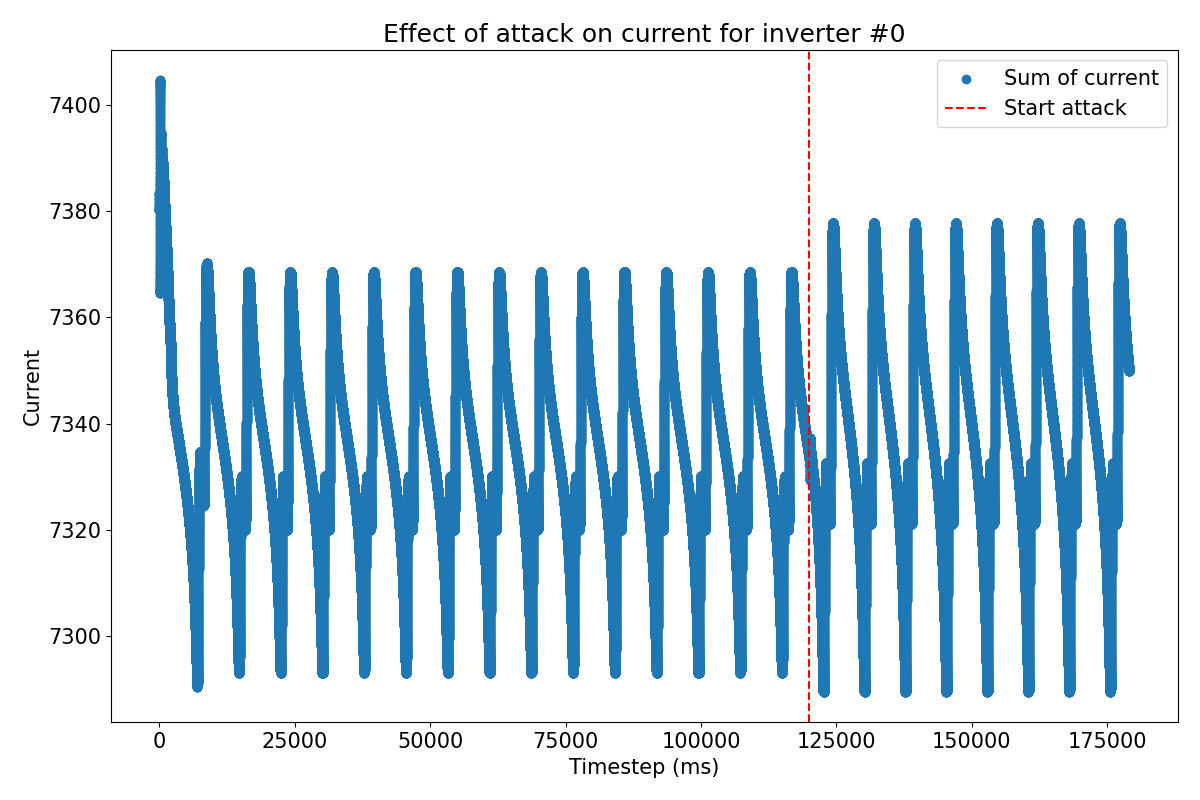 Effect of attack on current for inverter #0
Sum of current
Start attack
Current
7400
7380
7360
7340
7320
7300
0 25000 50000 75000 100000 125000 150000 175000
Timestep (ms)